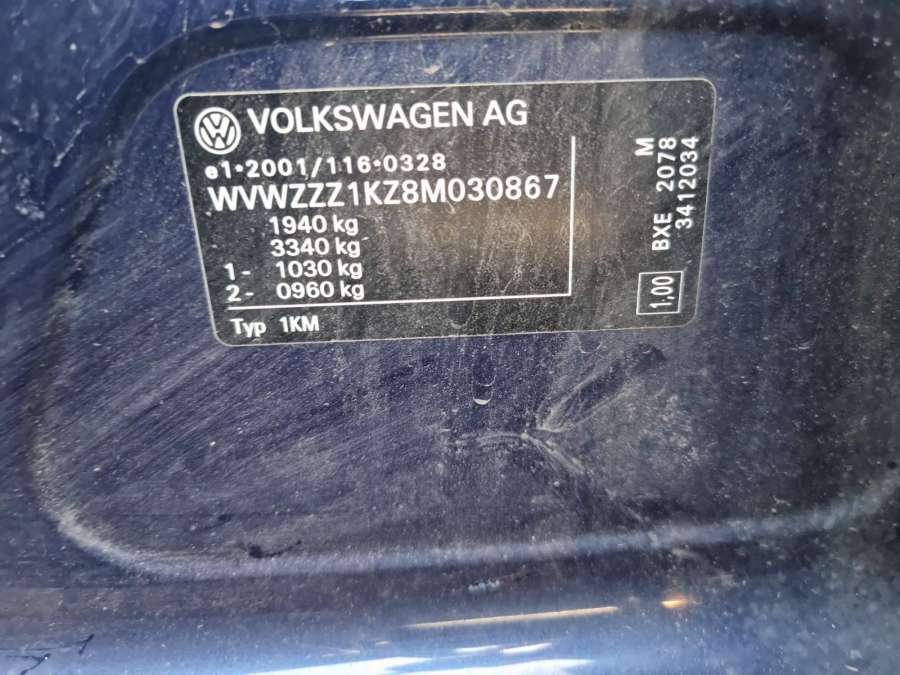 VOLKSWAGEN AG
e1*2001/116*0328
WVWZZZ1KZ8M030867
1940 kg
3340 kg
1- 1030 kg
2- 0960 kg
Typ 1KM
M
BXE 2078
3412034
1,00